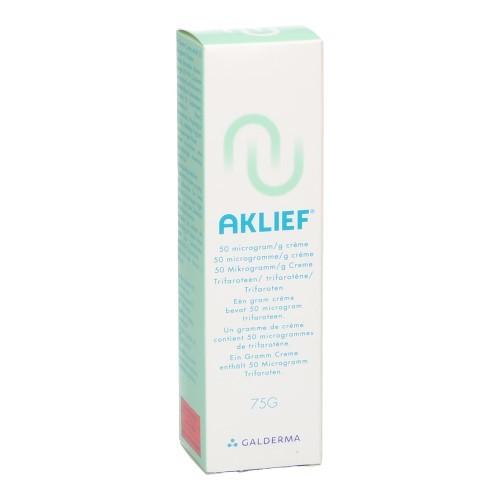 AKLIEF®
50 microgram/g crème
50 microgramme/g crème
50 Mikrogramm/g Creme
Trifaroteen/ trifarotène/
Trifaroten
Eén gram crème
bevat 50 microgram
trifaroteen.
Un gramme de crème
contient 50 microgrammes
de trifarotène.
Ein Gramm Creme
enthält 50 Mikrogramm
Trifaroten.
75G
GALDERMA